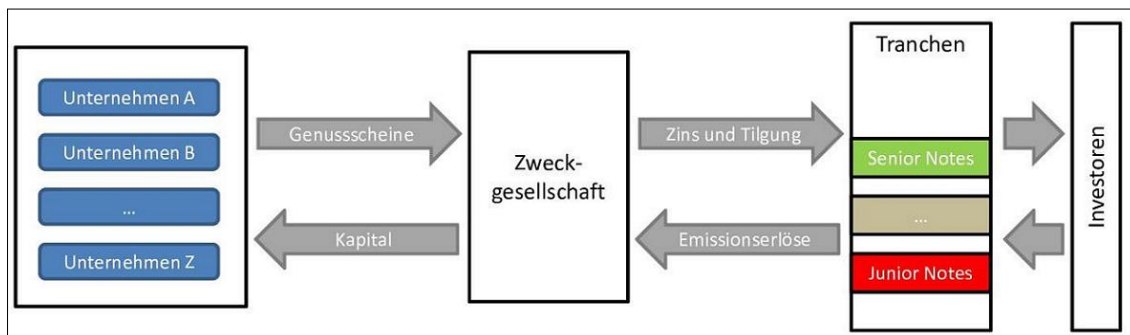 Unternehmen A
Unternehmen B
...
Unternehmen Z
Genussscheine
Kapital
Zweck-
gesellschaft
Zins und Tilgung
Emissionserlöse
Tranchen
Senior Notes
...
Junior Notes
Investoren